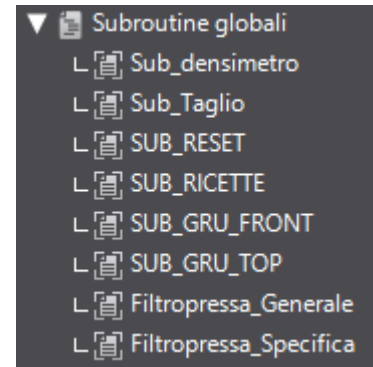 Subroutine globali
Sub_densimetro
Sub_Taglio
SUB_RESET
SUB_RICETTE
SUB_GRU_FRONT
SUB_GRU_TOP
Filtropressa_Generale
Filtropressa_Specifica